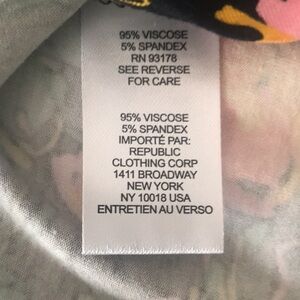 95% VISCOSE
5% SPANDEX
RN 93178
SEE REVERSE
FOR CARE
95% VISCOSE
5% SPANDEX
IMPORTÉ PAR:
REPUBLIC
CLOTHING CORP
1411 BROADWAY
NEW YORK
NY 10018 USA
ENTRETIEN AU VERSO